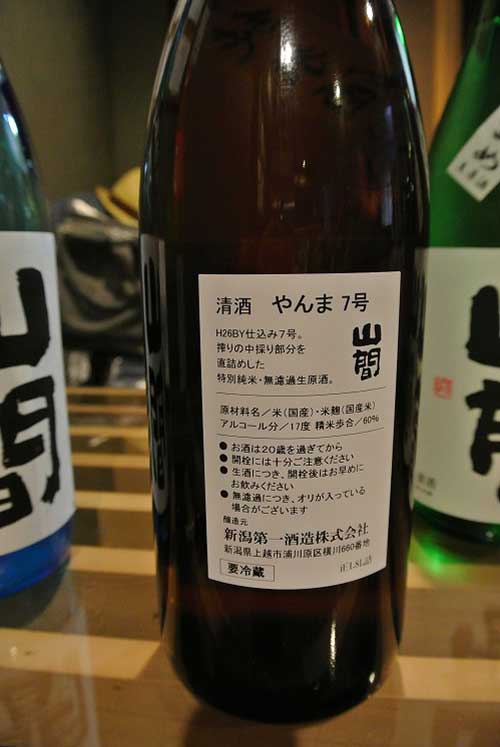 清酒 やんま 7号
山間
H26BY仕込み7号。
搾りの中採り部分を
直詰めした
特別純米・無濾過生原酒。
原材料名／米(国産)・米麹(国産米)
アルコール分／17度 精米歩合／60%
●お酒は20歳を過ぎてから
●開栓には十分ご注意ください
●生酒につき、開栓後はお早めに
お飲みください
●無濾過につき、オリが入っている
場合がございます
醸造元
新潟第一酒造株式会社
新潟県上越市浦川原区横川660番地
要冷蔵
山間
山間